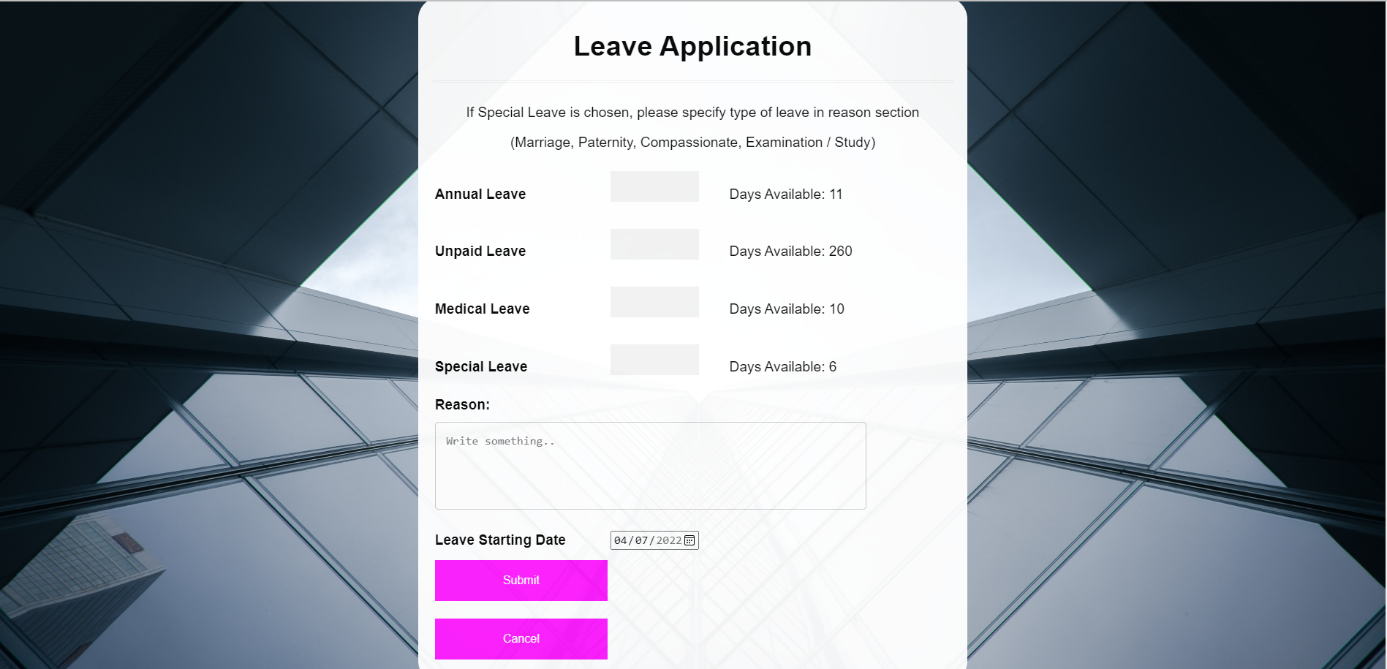 Leave Application
If Special Leave is chosen, please specify type of leave in reason section
(Marriage, Paternity, Compassionate, Examination / Study)
Annual Leave Days Available: 11
Unpaid Leave Days Available: 260
Medical Leave Days Available: 10
Special Leave Days Available: 6
Reason:
Write something..
Leave Starting Date 04/07/2022
Submit
Cancel